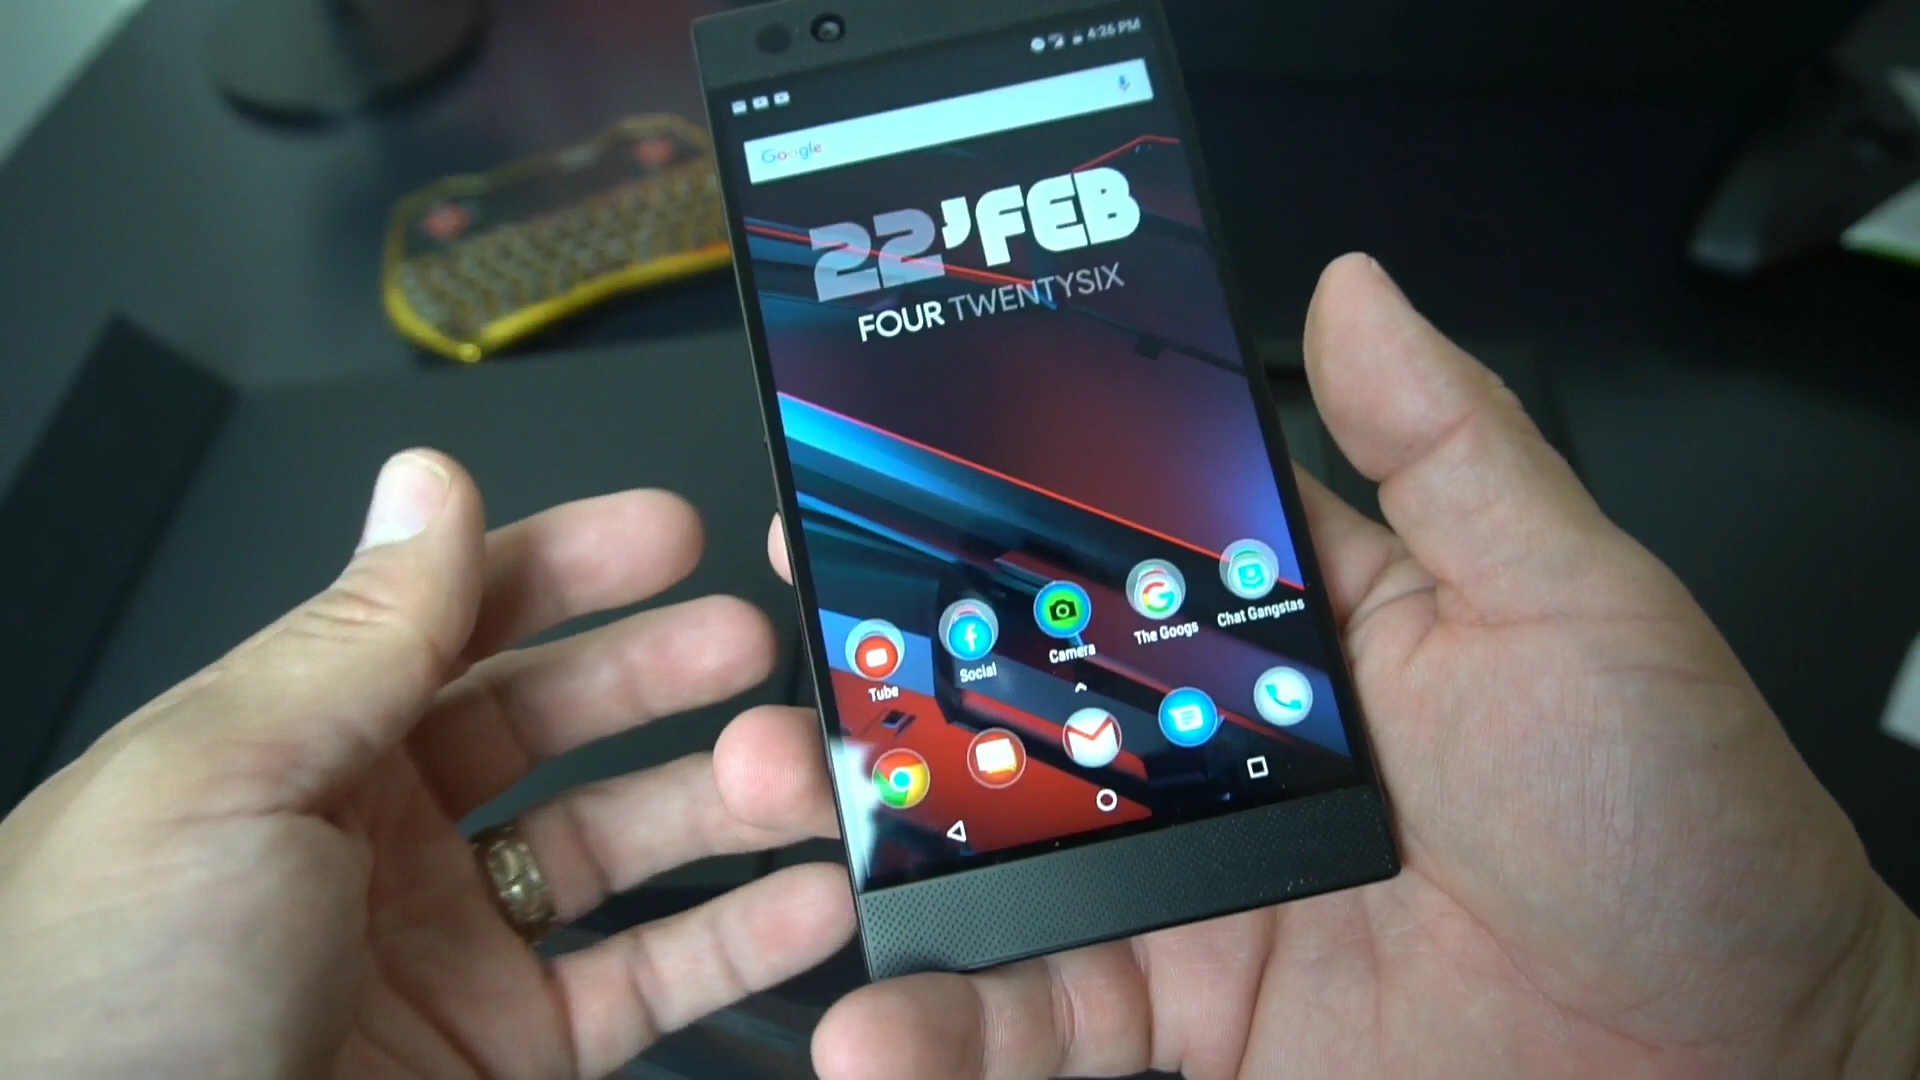 4:26 PM
Google
22'FEB
FOUR TWENTYSIX
Tube
Social
Camera
The Googs
Chat Gangstas